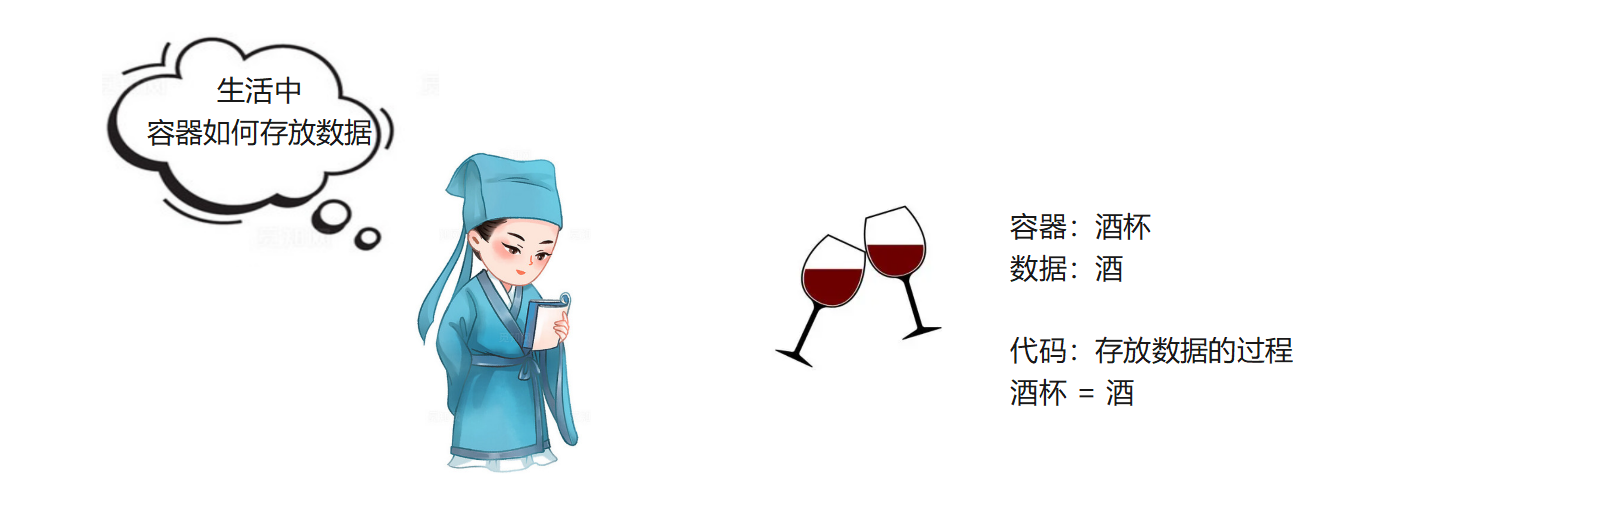 生活中
容器如何存放数据
容器：酒杯
数据：酒
代码：存放数据的过程
酒杯 = 酒